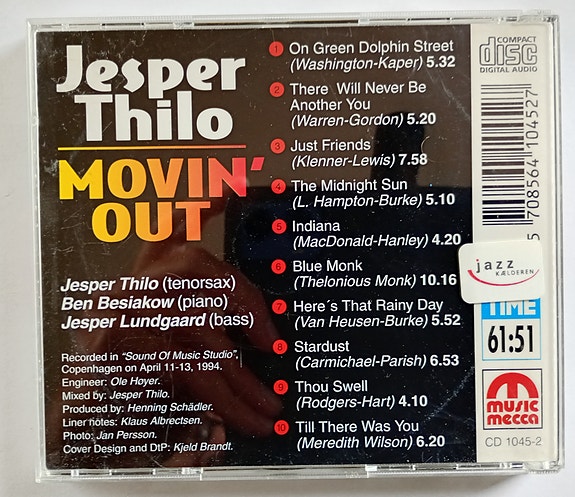 Jesper
Thilo
MOVIN'
OUT
Jesper Thilo (tenorsax)
Ben Besiakow (piano)
Jesper Lundgaard (bass)
Recorded in "Sound Of Music Studio",
Copenhagen on April 11-13, 1994.
Engineer: Ole Hoyer.
Mixed by: Jesper Thilo.
Produced by: Henning Schädler.
Liner notes: Klaus Albrectsen.
Photo: Jan Persson.
Cover Design and DtP: Kjeld Brandt.
1 On Green Dolphin Street
(Washington-Kaper) 5.32
2 There Will Never Be
Another You
(Warren-Gordon) 5.20
3 Just Friends
(Klenner-Lewis) 7.58
4 The Midnight Sun
(L. Hampton-Burke) 5.10
5 Indiana
(MacDonald-Hanley) 4.20
6 Blue Monk
(Thelonious Monk) 10.16
7 Here´s That Rainy Day
(Van Heusen-Burke) 5.52
8 Stardust
(Carmichael-Parish) 6.53
9 Thou Swell
(Rodgers-Hart) 4.10
10 Till There Was You
(Meredith Wilson) 6.20
COMPACT
disc
DIGITAL AUDIO
5 708564 104527
jazz
KÆLDEREN
TIME
61:51
music
mecca
CD 1045-2